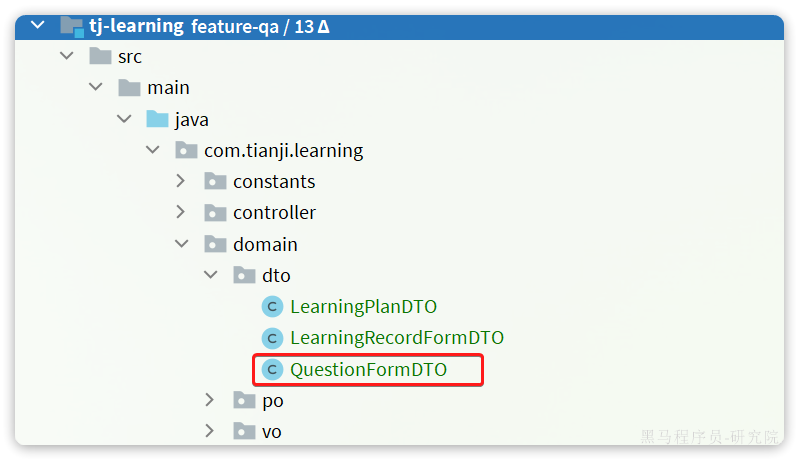 tj-learning feature-qa / 13 Δ
src
main
java
com.tianji.learning
constants
controller
domain
dto
C LearningPlanDTO
C LearningRecordFormDTO
C QuestionFormDTO
po
vo
黑马程序员-研究院